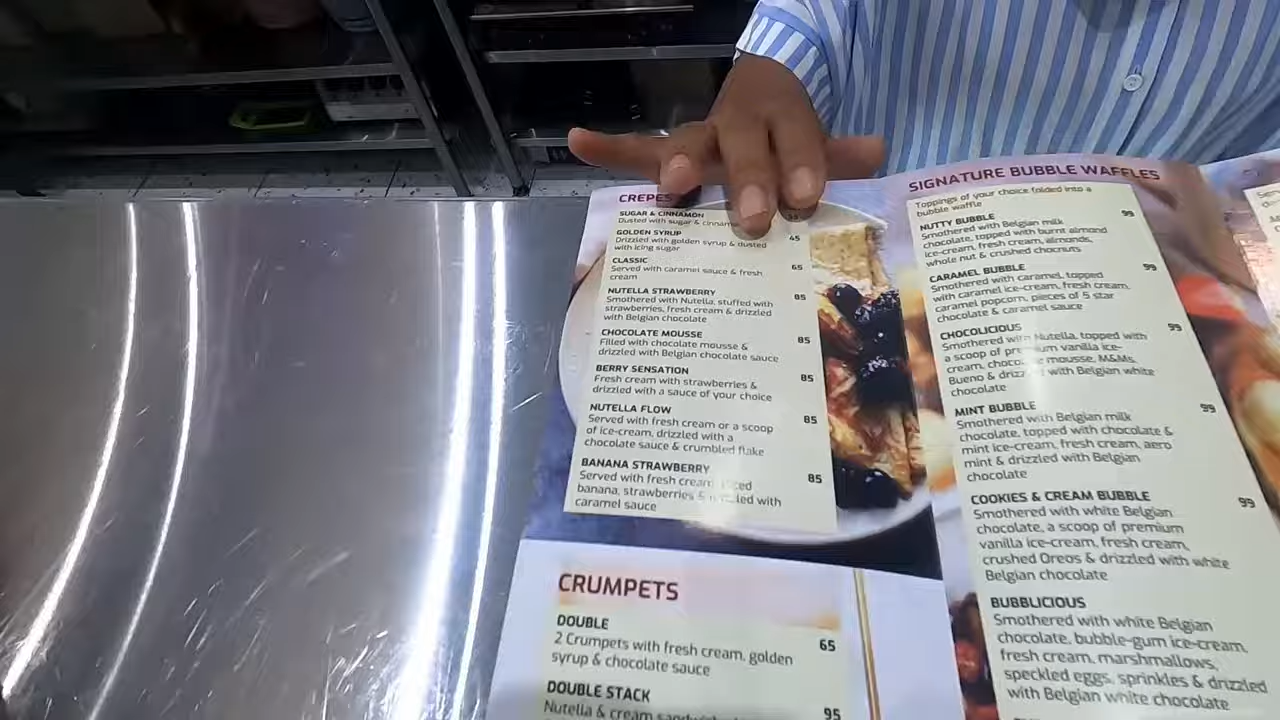 CREPES
SUGAR & CINNAMON
Dusted with sugar &
GOLDEN SYRUP 45
Drizzled with golden syrup & dusted
with icing sugar
CLASSIC 65
Served with caramel sauce & fresh
cream
NUTELLA STRAWBERRY 85
Smothered with Nutella, stuffed with
strawberries, fresh cream & drizzled
with Belgian chocolate
CHOCOLATE MOUSSE 85
Filled with chocolate mousse &
drizzled with Belgian chocolate sauce
BERRY SENSATION 85
Fresh cream with strawberries &
drizzled with a sauce of your choice
NUTELLA FLOW 85
Served with fresh cream or a scoop
of ice-cream, drizzled with a
chocolate sauce & crumbled flake
BANANA STRAWBERRY 85
Served with fresh cream,
banana, strawberries & with
caramel sauce
CRUMPETS
DOUBLE 65
2 Crumpets with fresh cream, golden
syrup & chocolate sauce
DOUBLE STACK 95
Nutella & cream
SIGNATURE BUBBLE WAFFLES
Toppings of your choice folded into a
bubble waffle
NUTTY BUBBLE 99
Smothered with Belgian milk
chocolate, topped with burnt almond
ice-cream, fresh cream, almonds,
whole nut & crushed chocnuts
CARAMEL BUBBLE 99
Smothered with caramel, topped
with caramel ice-cream, fresh cream,
caramel popcorn, pieces of 5 star
chocolate & caramel sauce
CHOCOLICIOUS 99
Smothered with Nutella, topped with
a scoop of premium vanilla ice-
cream, mousse, M&Ms,
Bueno & with Belgian white
chocolate
MINT BUBBLE 99
Smothered with Belgian milk
chocolate, topped with chocolate &
mint ice-cream, fresh cream, aero
mint & drizzled with Belgian
chocolate
COOKIES & CREAM BUBBLE 99
Smothered with white Belgian
chocolate, a scoop of premium
vanilla ice-cream, fresh cream,
crushed Oreos & drizzled with white
Belgian chocolate
BUBBLICIOUS
Smothered with white Belgian
chocolate, bubble-gum ice-cream,
fresh cream, marshmallows,
speckled eggs, sprinkles & drizzled
with Belgian white chocolate